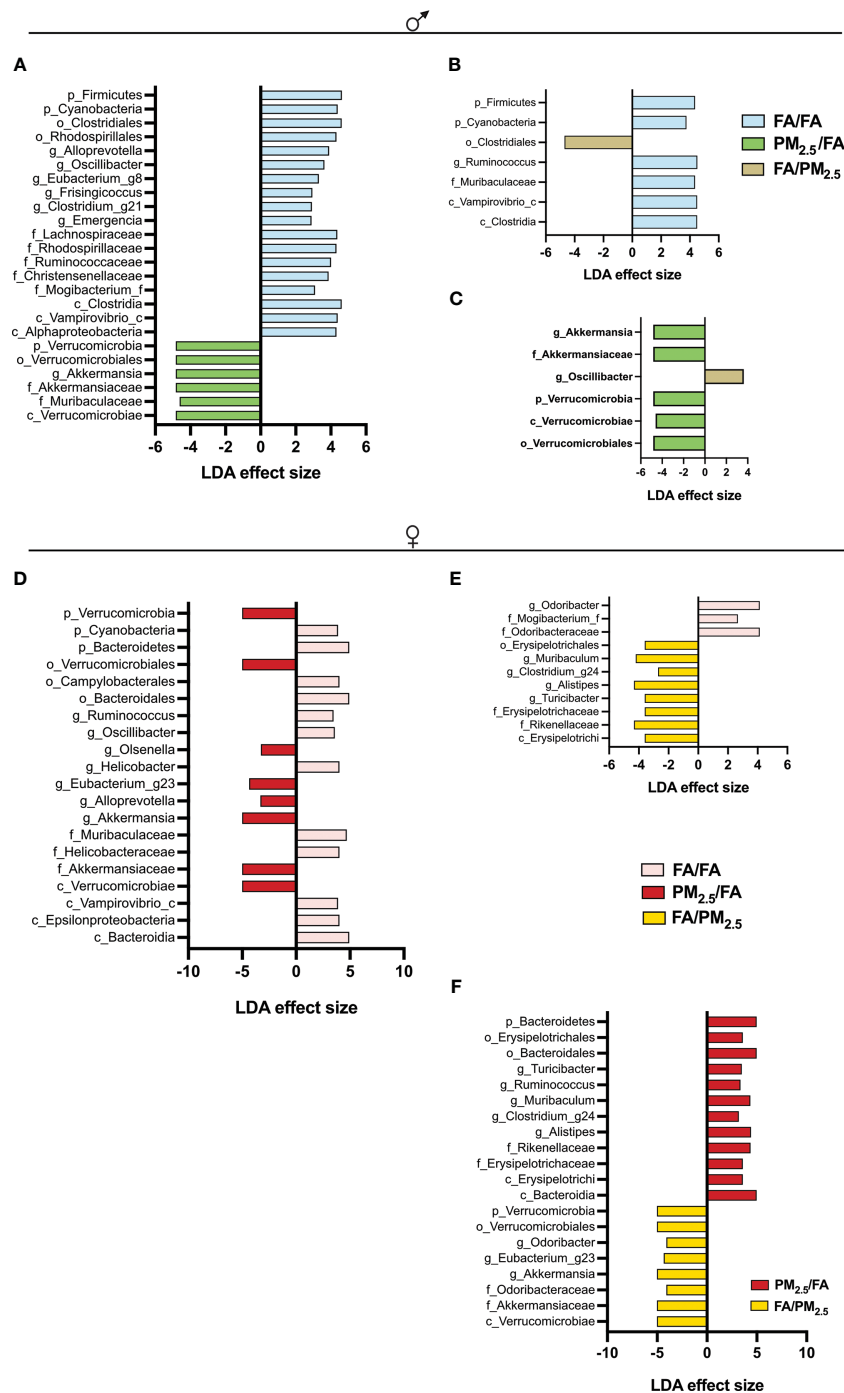 ♂
A
p_Firmicutes
p_Cyanobacteria
o_Clostridiales
o_Rhodospirillales
g_Alloprevotella
g_Oscillibacter
g_Eubacterium_g8
g_Frisingicoccus
g_Clostridium_g21
g_Emergencia
f_Lachnospiraceae
f_Rhodospirillaceae
f_Ruminococcaceae
f_Christensenellaceae
f_Mogibacterium_f
c_Clostridia
c_Vampirovibrio_c
c_Alphaproteobacteria
p_Verrucomicrobia
o_Verrucomicrobiales
g_Akkermansia
f_Akkermansiaceae
f_Muribaculaceae
c_Verrucomicrobiae
-6 -4 -2 0 2 4 6
LDA effect size
B
p_Firmicutes
p_Cyanobacteria
o_Clostridiales
g_Ruminococcus
f_Muribaculaceae
c_Vampirovibrio_c
c_Clostridia
-6 -4 -2 0 2 4 6
LDA effect size
FA/FA
PM2.5/FA
FA/PM2.5
C
g_Akkermansia
f_Akkermansiaceae
g_Oscillibacter
p_Verrucomicrobia
c_Verrucomicrobiae
o_Verrucomicrobiales
-6 -4 -2 0 2 4
LDA effect size
♀
D
p_Verrucomicrobia
p_Cyanobacteria
p_Bacteroidetes
o_Verrucomicrobiales
o_Campylobacterales
o_Bacteroidales
g_Ruminococcus
g_Oscillibacter
g_Olsenella
g_Helicobacter
g_Eubacterium_g23
g_Alloprevotella
g_Akkermansia
f_Muribaculaceae
f_Helicobacteraceae
f_Akkermansiaceae
c_Verrucomicrobiae
c_Vampirovibrio_c
c_Epsilonproteobacteria
c_Bacteroidia
-10 -5 0 5 10
LDA effect size
E
g_Odoribacter
f_Mogibacterium_f
f_Odoribacteraceae
o_Erysipelotrichales
g_Muribaculum
g_Clostridium_g24
g_Alistipes
g_Turicibacter
f_Erysipelotrichaceae
f_Rikenellaceae
c_Erysipelotrichi
-6 -4 -2 0 2 4 6
LDA effect size
FA/FA
PM2.5/FA
FA/PM2.5
F
p_Bacteroidetes
o_Erysipelotrichales
o_Bacteroidales
g_Turicibacter
g_Ruminococcus
g_Muribaculum
g_Clostridium_g24
g_Alistipes
f_Rikenellaceae
f_Erysipelotrichaceae
c_Erysipelotrichi
c_Bacteroidia
p_Verrucomicrobia
o_Verrucomicrobiales
g_Odoribacter
g_Eubacterium_g23
g_Akkermansia
f_Odoribacteraceae
f_Akkermansiaceae
c_Verrucomicrobiae
PM2.5/FA
FA/PM2.5
-10 -5 0 5 10
LDA effect size